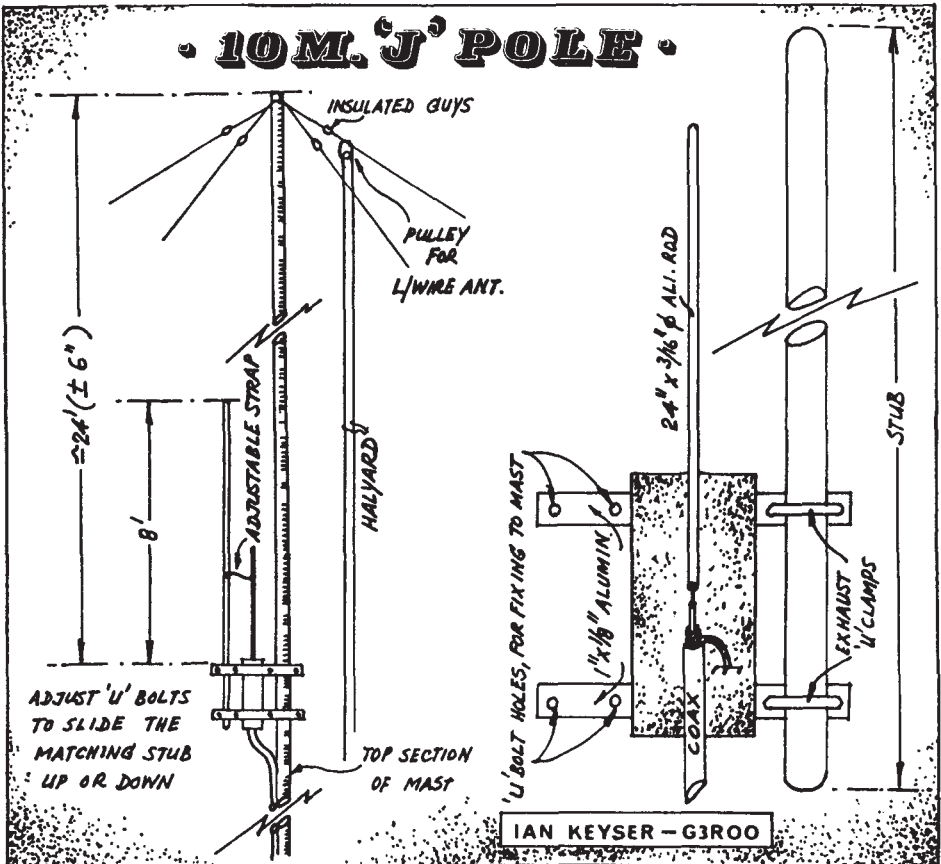 · 10M. 'J' POLE ·
INSULATED GUYS
PULLEY
FOR
L/WIRE ANT.
≃24' (± 6")
8'
ADJUSTABLE STRAP
HALYARD
ADJUST 'U' BOLTS
TO SLIDE THE
MATCHING STUB
UP OR DOWN
TOP SECTION
OF MAST
24" x 3/16" ϕ ALI. ROD
STUB
'U' BOLT HOLES, FOR FIXING TO MAST
1" x 1/8" ALUMIN
EXHAUST
'U' CLAMPS
COAX
IAN KEYSER – G3ROO